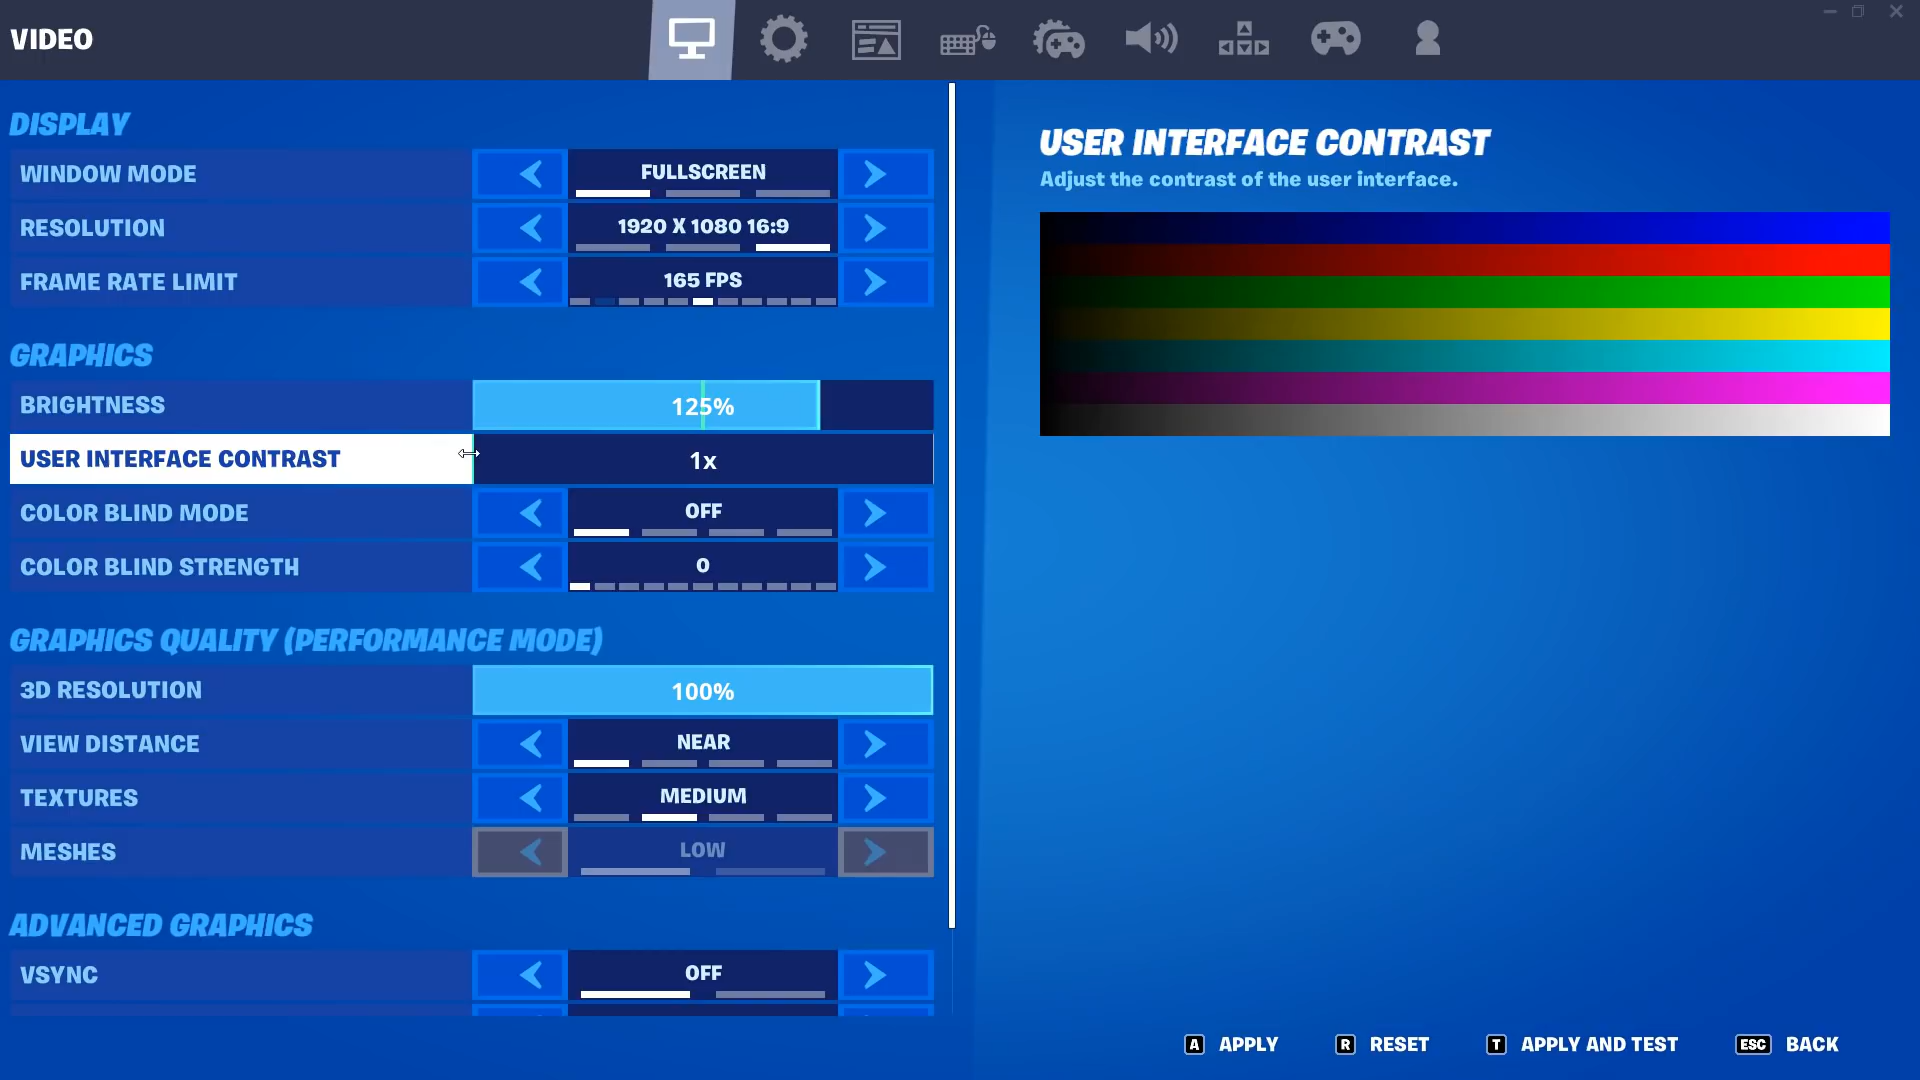 VIDEO
DISPLAY
WINDOW MODE
FULLSCREEN
RESOLUTION
1920 X 1080 16:9
FRAME RATE LIMIT
165 FPS
GRAPHICS
BRIGHTNESS
125%
USER INTERFACE CONTRAST
1x
COLOR BLIND MODE
OFF
COLOR BLIND STRENGTH
0
GRAPHICS QUALITY (PERFORMANCE MODE)
3D RESOLUTION
100%
VIEW DISTANCE
NEAR
TEXTURES
MEDIUM
MESHES
LOW
ADVANCED GRAPHICS
VSYNC
OFF
USER INTERFACE CONTRAST
Adjust the contrast of the user interface.
A APPLY
R RESET
T APPLY AND TEST
ESC BACK